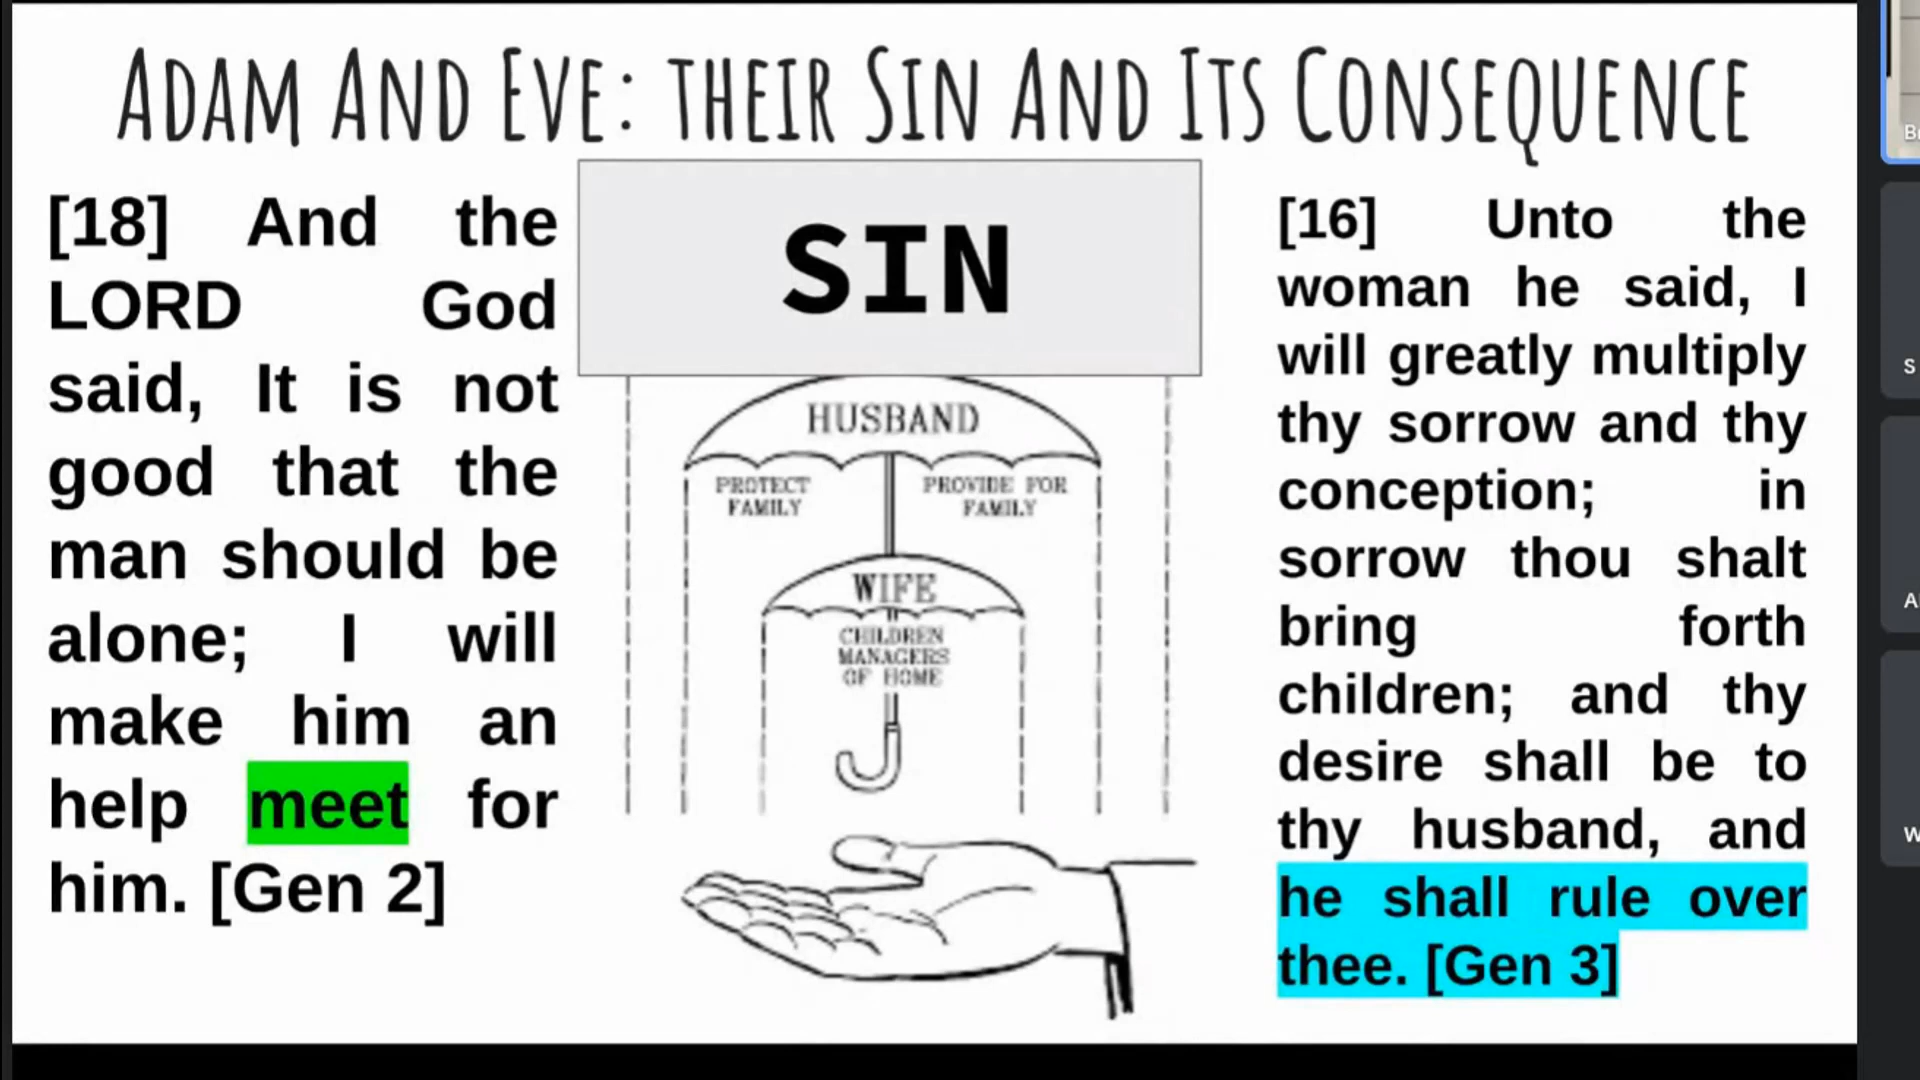 ADAM AND EVE: THEIR SIN AND ITS CONSEQUENCE
[18] And the
LORD God
said, It is not
good that the
man should be
alone; I will
make him an
help meet for
him. [Gen 2]
SIN
HUSBAND
PROTECT
FAMILY
PROVIDE FOR
FAMILY
WIFE
CHILDREN
MANAGERS
OF HOME
[16] Unto the
woman he said, I
will greatly multiply
thy sorrow and thy
conception; in
sorrow thou shalt
bring forth
children; and thy
desire shall be to
thy husband, and
he shall rule over
thee. [Gen 3]
S